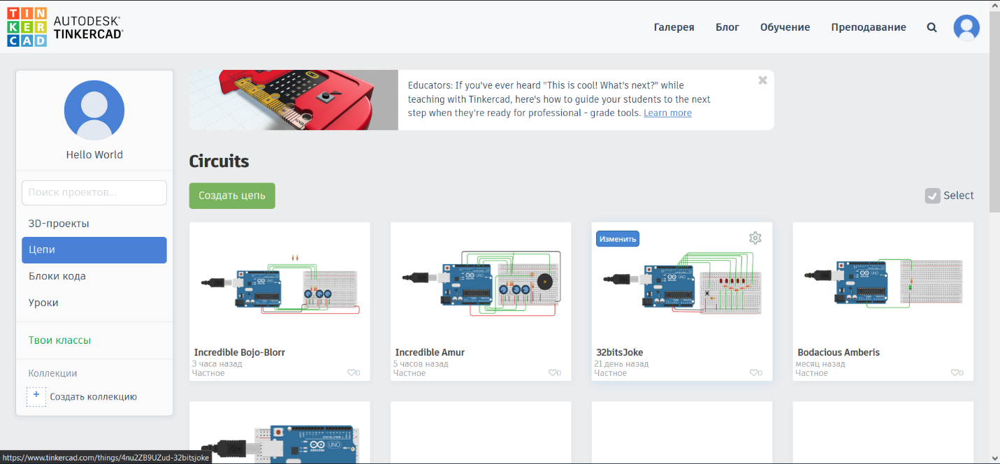 TINKERCAD
AUTODESK®
TINKERCAD®
Галерея
Блог
Обучение
Преподавание
Hello World
Поиск проектов...
3D-проекты
Цепи
Блоки кода
Уроки
Твои классы
Коллекции
+
Создать коллекцию
Educators: If you've ever heard "This is cool! What's next?" while
teaching with Tinkercad, here's how to guide your students to the next
step when they're ready for professional - grade tools. Learn more
Circuits
Создать цепь
Select
Incredible Bojo-Blorr
3 часа назад
Частное
0
Incredible Amur
5 часов назад
Частное
0
Изменить
32bitsJoke
21 день назад
Частное
0
Bodacious Amberis
месяц назад
Частное
0
UNO
ARDUINO
https://www.tinkercad.com/things/4nu2ZB9UZud-32bitsjoke